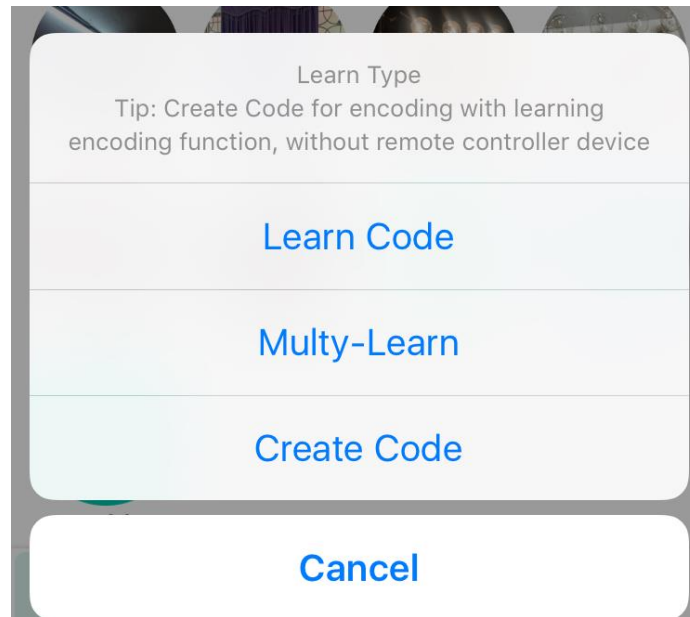 Learn Type
Tip: Create Code for encoding with learning
encoding function, without remote controller device
Learn Code
Multy-Learn
Create Code
Cancel